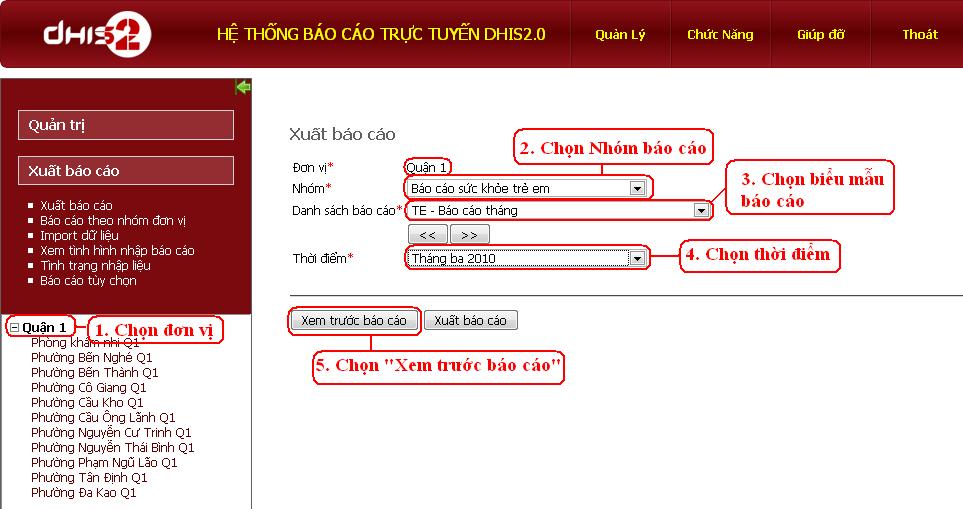 dhis2
HỆ THỐNG BÁO CÁO TRỰC TUYẾN DHIS2.0
Quản Lý
Chức Năng
Giúp đỡ
Thoát
Quản trị
Xuất báo cáo
Xuất báo cáo
Báo cáo theo nhóm đơn vị
Import dữ liệu
Xem tình hình nhập báo cáo
Tình trạng nhập liệu
Báo cáo tùy chọn
Quận 1
1. Chọn đơn vị
Phòng khám nhi Q1
Phường Bến Nghé Q1
Phường Bến Thành Q1
Phường Cô Giang Q1
Phường Cầu Kho Q1
Phường Cầu Ông Lãnh Q1
Phường Nguyễn Cư Trinh Q1
Phường Nguyễn Thái Bình Q1
Phường Phạm Ngũ Lão Q1
Phường Tân Định Q1
Phường Đa Kao Q1
Xuất báo cáo
2. Chọn Nhóm báo cáo
Đơn vị* Quận 1
Nhóm* Báo cáo sức khỏe trẻ em
3. Chọn biểu mẫu
báo cáo
Danh sách báo cáo* TE - Báo cáo tháng
<< >>
Thời điểm* Tháng ba 2010
4. Chọn thời điểm
Xem trước báo cáo
Xuất báo cáo
5. Chọn "Xem trước báo cáo"